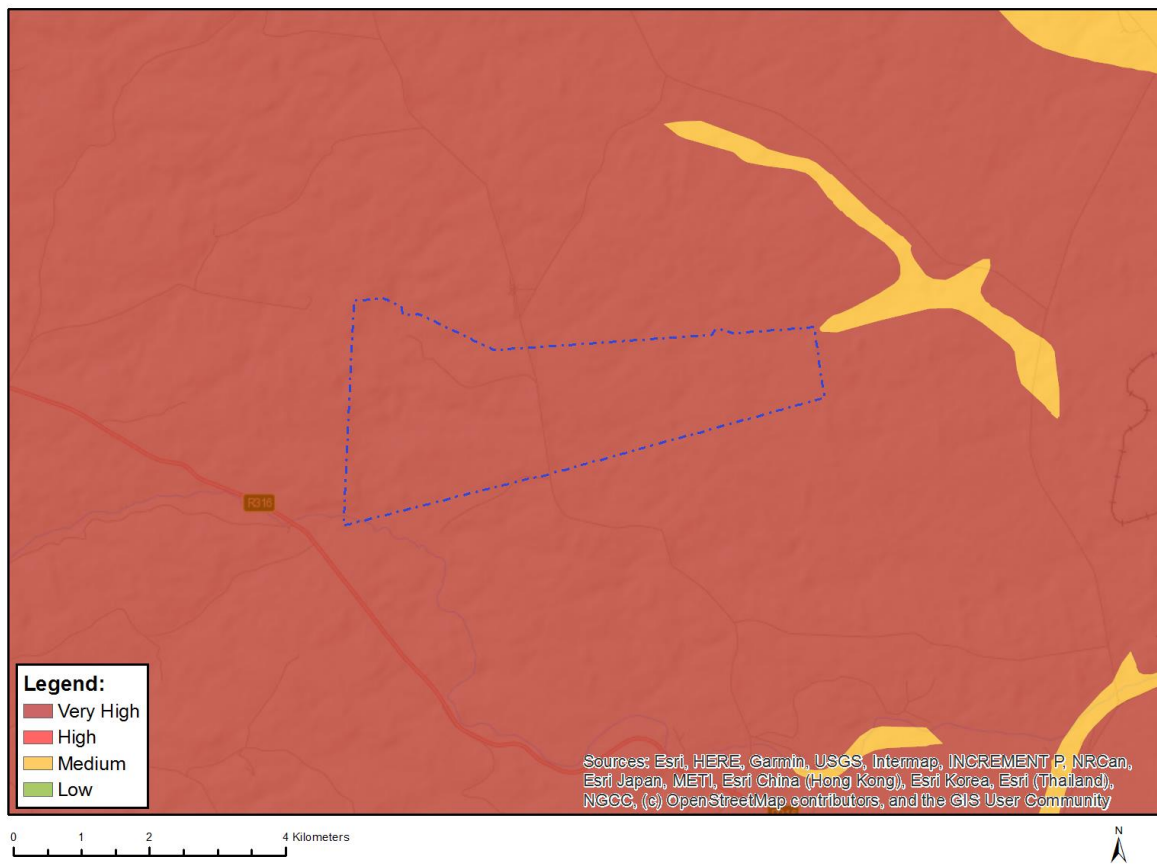 R316
Legend:
Very High
High
Medium
Low
Sources: Esri, HERE, Garmin, USGS, Intermap, INCREMENT P, NRCan,
Esri Japan, METI, Esri China (Hong Kong), Esri Korea, Esri (Thailand),
NGCC, (c) OpenStreetMap contributors, and the GIS User Community
0 1 2 4 Kilometers
N